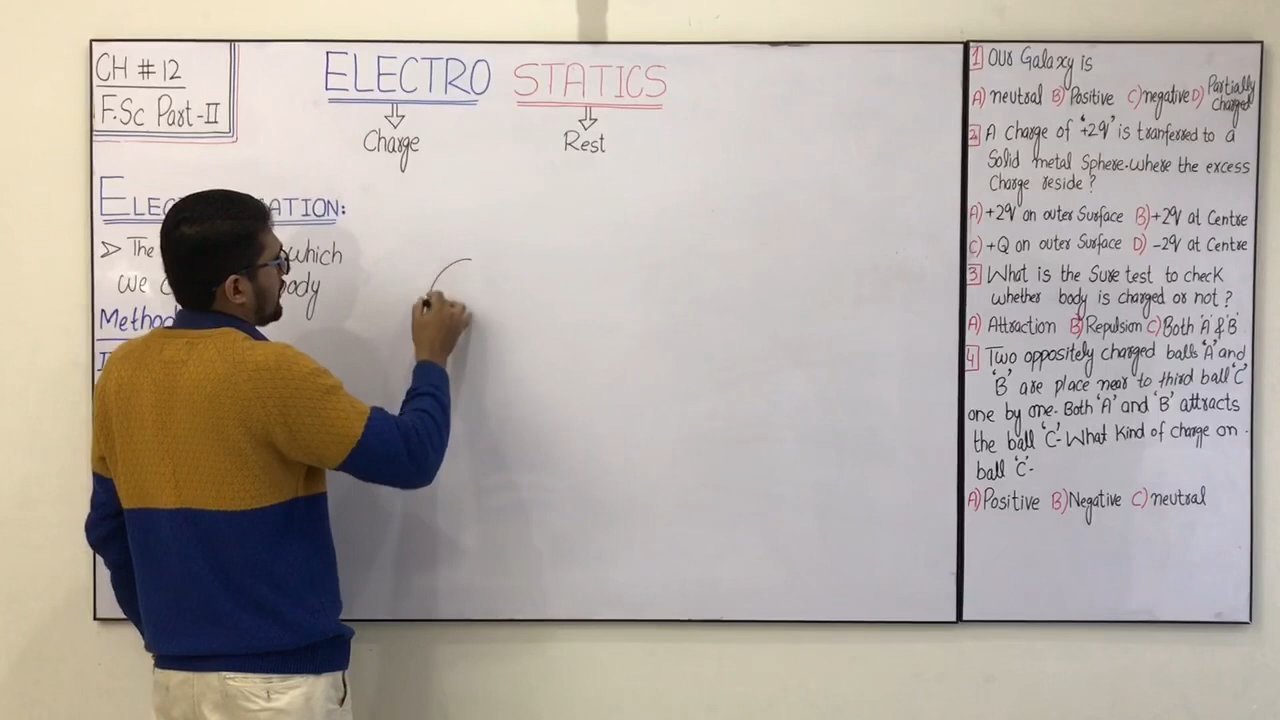 CH # 12
F.Sc Part-II
ELECTRO STATICS
Charge Rest
ELEC ATION:
➢ The which
we body
Method
1 Our Galaxy is
A) neutral B) Positive C) negative D) Partially charged
2 A charge of '+2q' is tranferred to a
Solid metal Sphere. Where the excess
Charge reside?
A) +2q on outer Surface B) +2q at Centre
C) +Q on outer Surface D) -2q at Centre
3 What is the Sure test to check
whether body is charged or not?
A) Attraction B) Repulsion C) Both 'A' & 'B'
4 Two oppositely charged balls 'A' and
'B' are place near to third ball 'C'
one by one. Both 'A' and 'B' attracts
the ball 'C'- What Kind of charge on
ball 'C'-
A) Positive B) Negative C) neutral